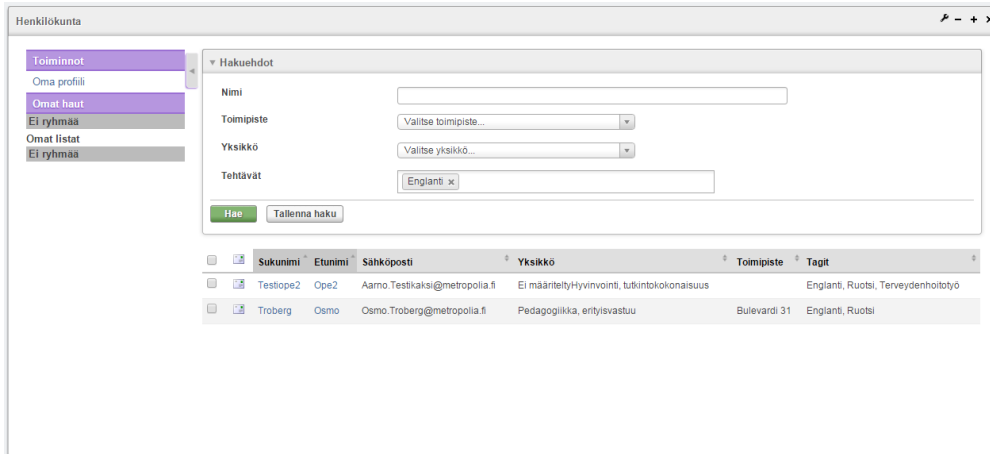 Henkilökunta
Toiminnot
Oma profiili
Omat haut
Ei ryhmää
Omat listat
Ei ryhmää
Hakuehdot
Nimi
Toimipiste Valitse toimipiste...
Yksikkö Valitse yksikkö...
Tehtävät Englanti x
Hae Tallenna haku
Sukunimi Etunimi Sähköposti Yksikkö Toimipiste Tagit
Testiope2 Ope2 Aarno.Testikaksi@metropolia.fi Ei määriteltyHyvinvointi, tutkintokokonaisuus Englanti, Ruotsi, Terveydenhoitotyö
Troberg Osmo Osmo.Troberg@metropolia.fi Pedagogiikka, erityisvastuu Bulevardi 31 Englanti, Ruotsi